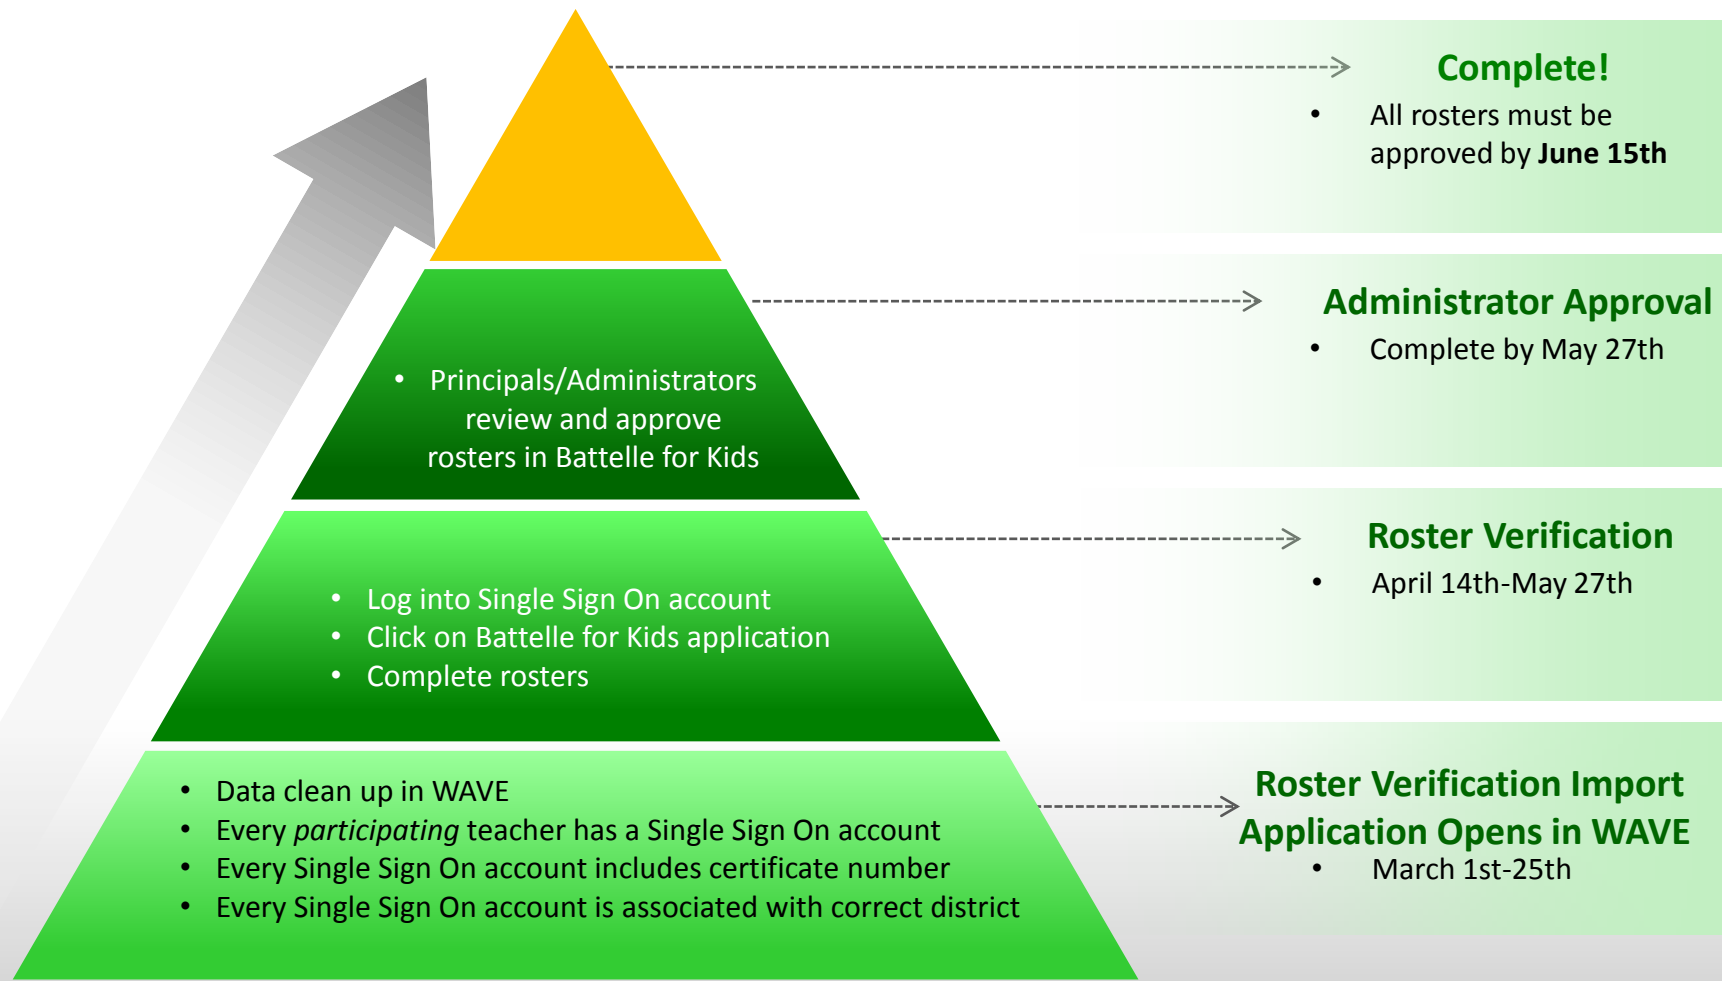 Complete!
• All rosters must be
approved by June 15th
Administrator Approval
• Complete by May 27th
• Principals/Administrators
review and approve
rosters in Battelle for Kids
Roster Verification
• April 14th-May 27th
• Log into Single Sign On account
• Click on Battelle for Kids application
• Complete rosters
Roster Verification Import
Application Opens in WAVE
• March 1st-25th
• Data clean up in WAVE
• Every participating teacher has a Single Sign On account
• Every Single Sign On account includes certificate number
• Every Single Sign On account is associated with correct district